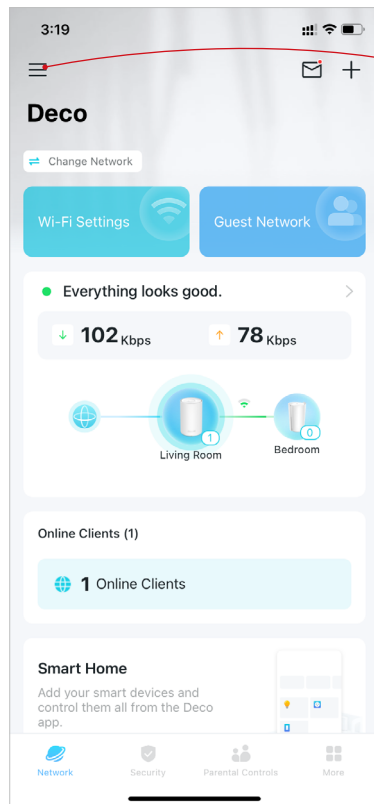 3:19
Deco
Change Network
Wi-Fi Settings
Guest Network
Everything looks good.
102 Kbps
78 Kbps
1
0
Living Room
Bedroom
Online Clients (1)
1 Online Clients
Smart Home
Add your smart devices and
control them all from the Deco
app.
Network
Security
Parental Controls
More